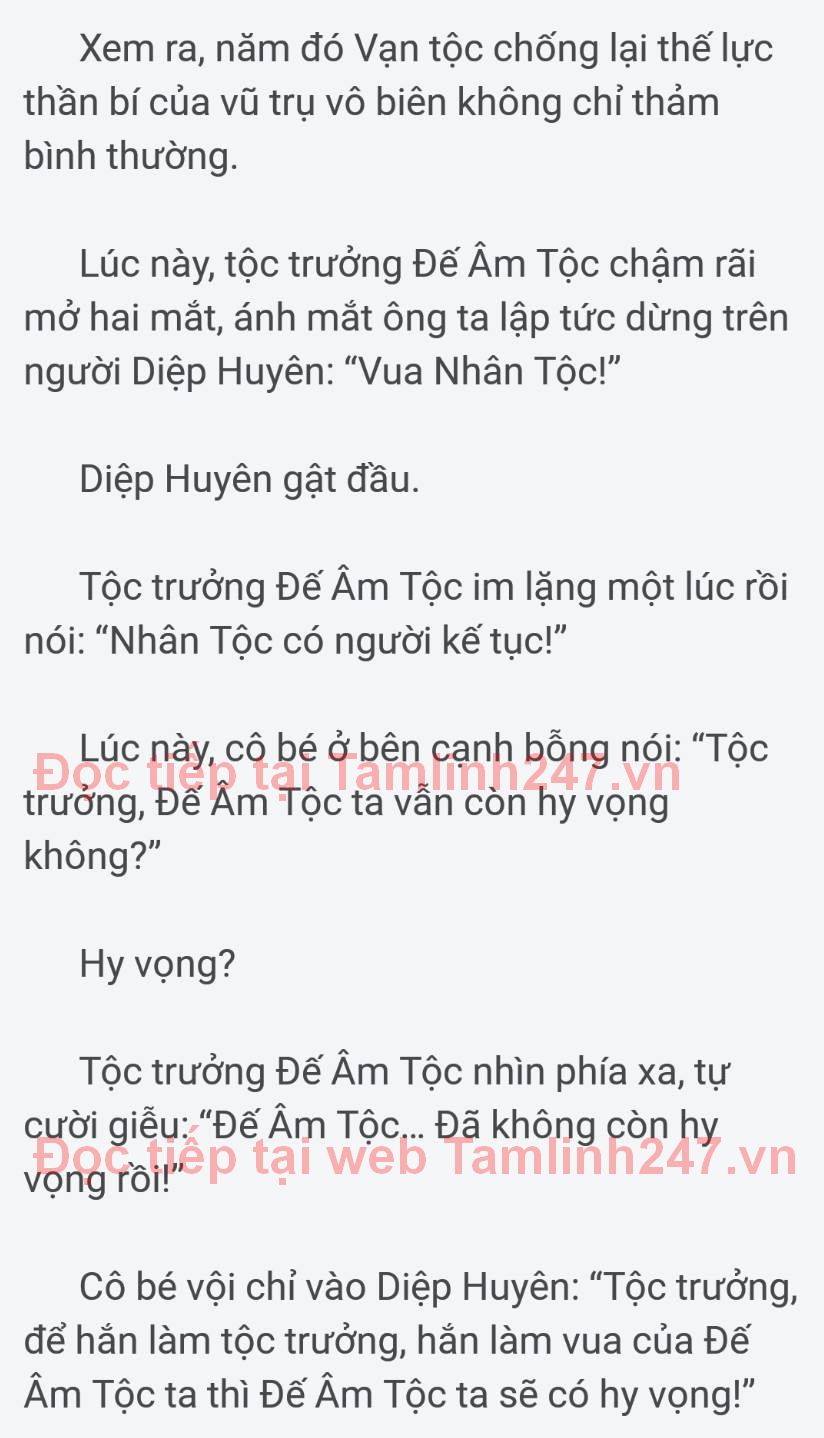 Xem ra, năm đó Vạn tộc chống lại thế lực
thần bí của vũ trụ vô biên không chỉ thảm
bình thường.
Lúc này, tộc trưởng Đế Âm Tộc chậm rãi
mở hai mắt, ánh mắt ông ta lập tức dừng trên
người Diệp Huyên: “Vua Nhân Tộc!”
Diệp Huyên gật đầu.
Tộc trưởng Đế Âm Tộc im lặng một lúc rồi
nói: “Nhân Tộc có người kế tục!”
Lúc này, cô bé ở bên cạnh bỗng nói: “Tộc
Đọc tiếp tại Tamlinh247.vn
trưởng, Đế Âm Tộc ta vẫn còn hy vọng
không?”
Hy vọng?
Tộc trưởng Đế Âm Tộc nhìn phía xa, tự
cười giễu: “Đế Âm Tộc... Đã không còn hy
Đọc tiếp tại web Tamlinh247.vn
vọng rồi!”
Cô bé vội chỉ vào Diệp Huyên: “Tộc trưởng,
để hắn làm tộc trưởng, hắn làm vua của Đế
Âm Tộc ta thì Đế Âm Tộc ta sẽ có hy vọng!”